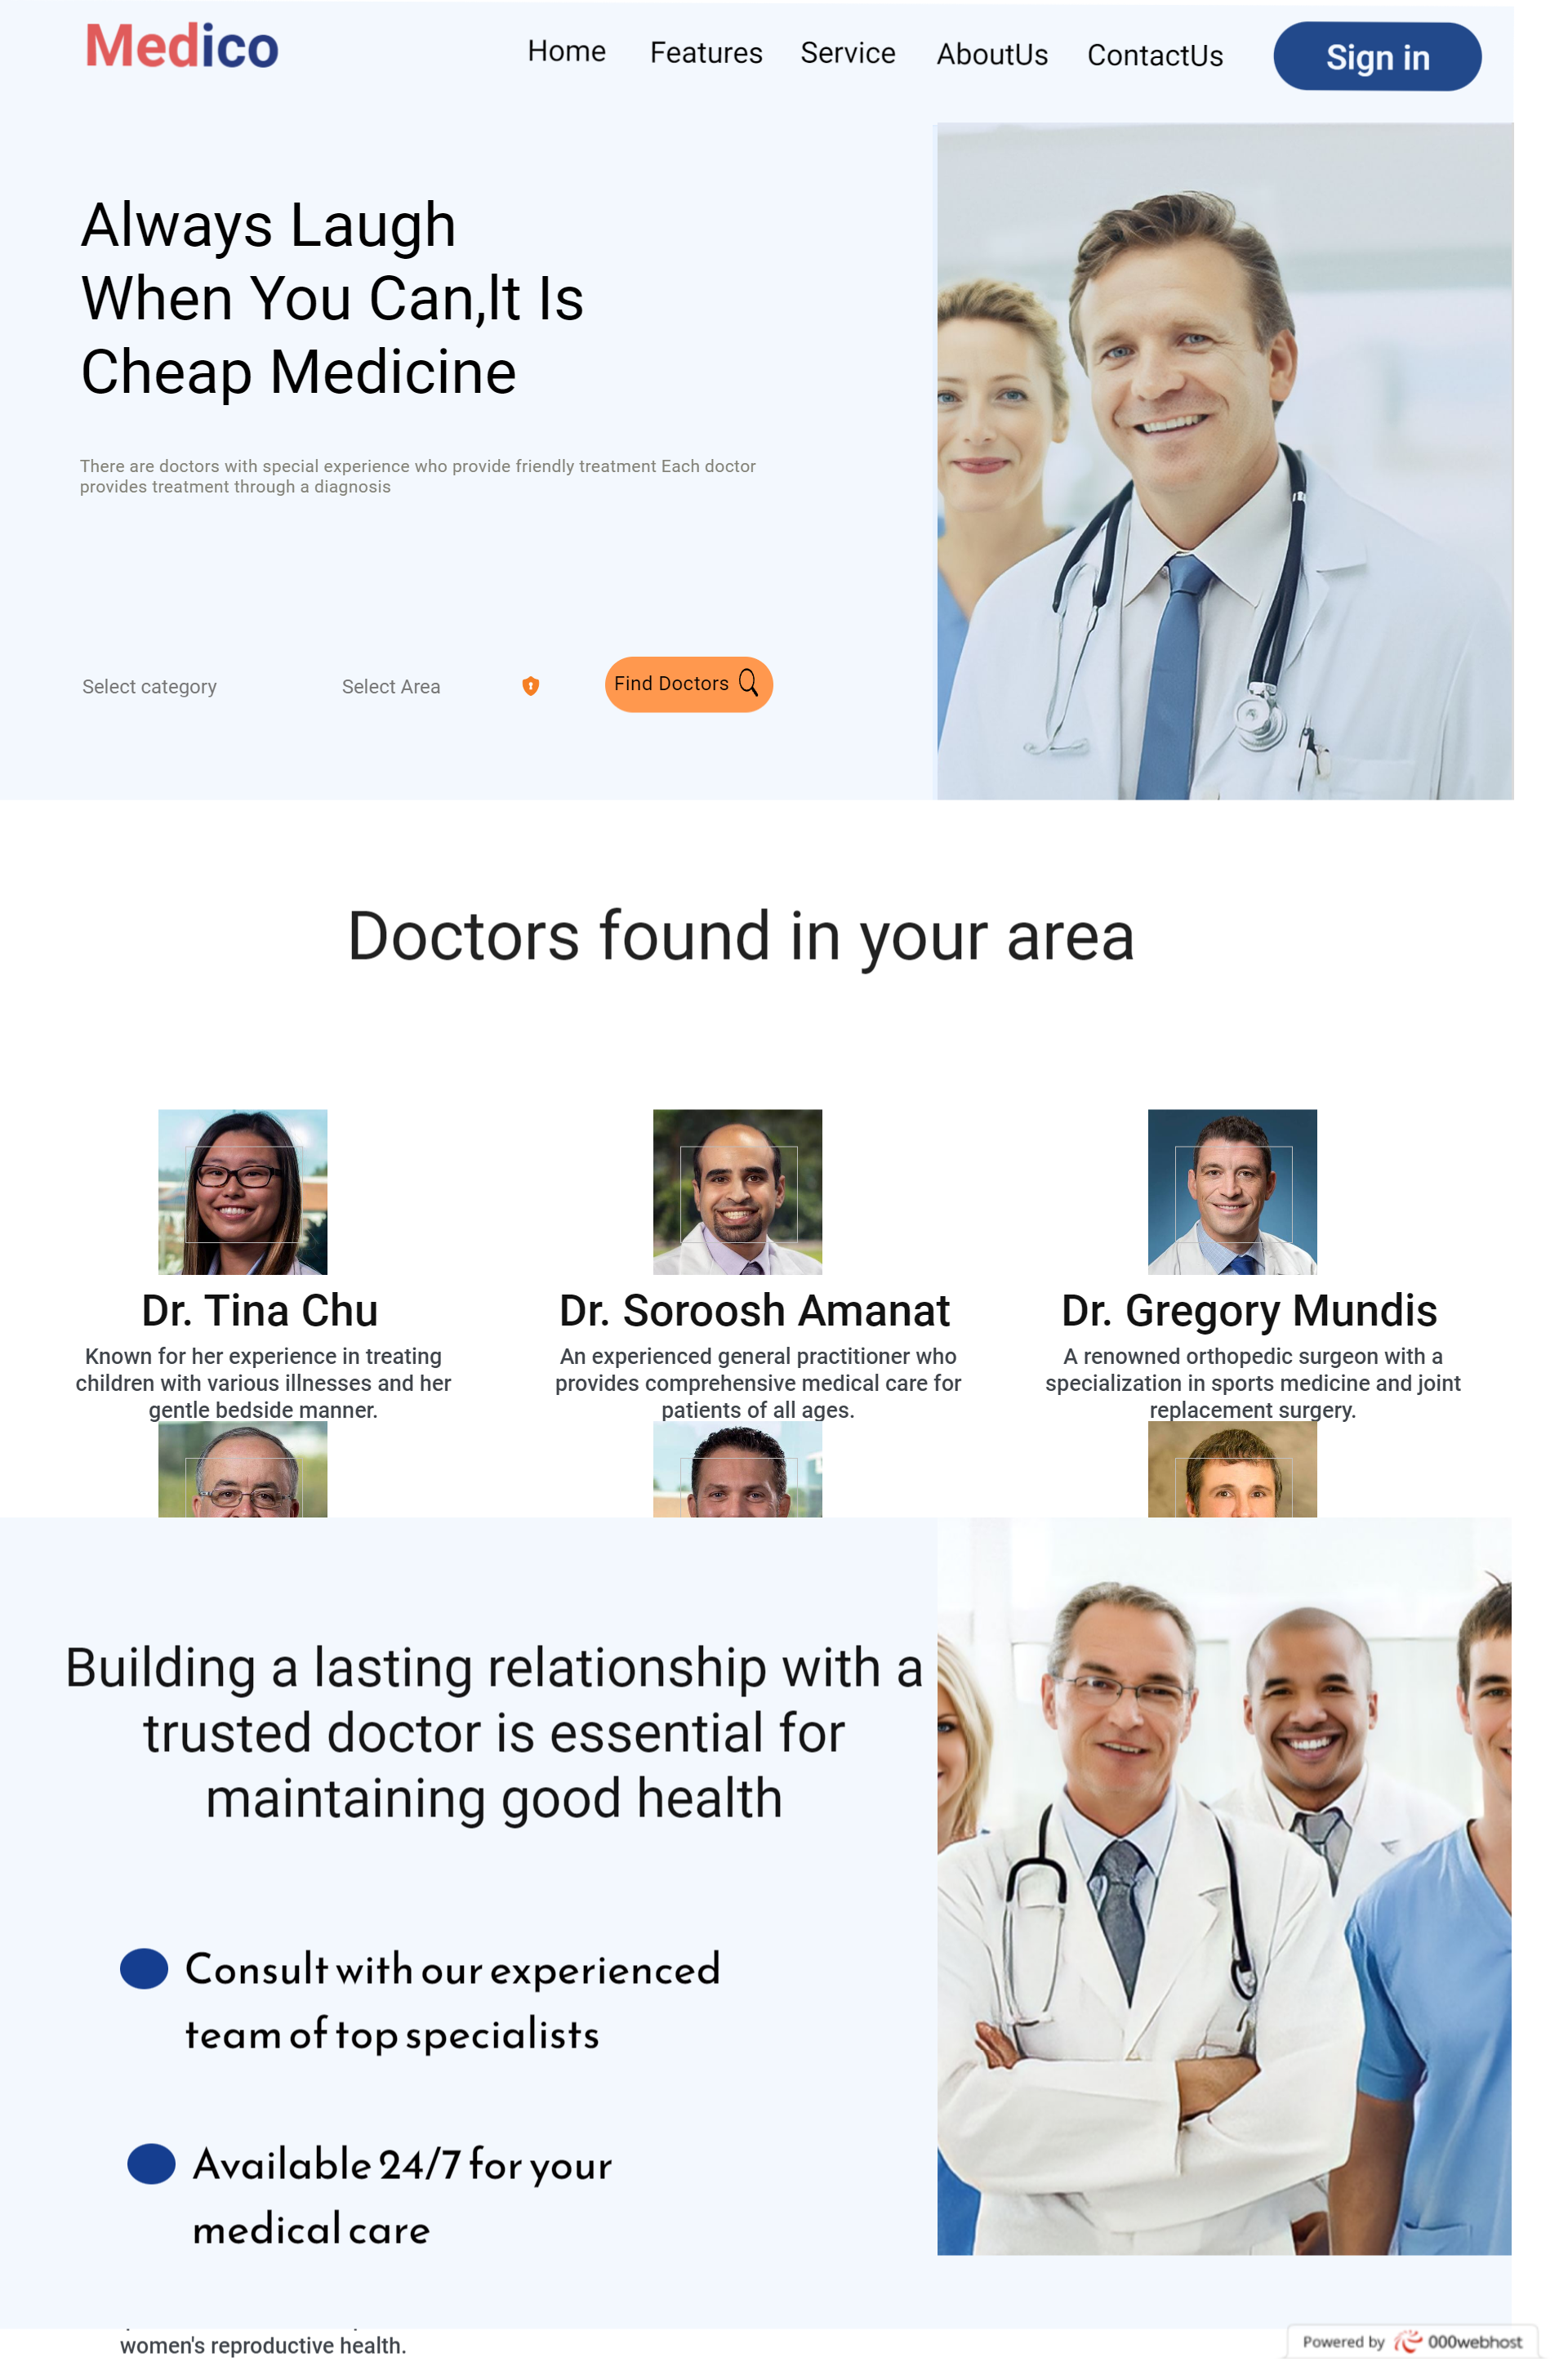 Medico
Home Features Service AboutUs ContactUs Sign in
Always Laugh
When You Can,It Is
Cheap Medicine
There are doctors with special experience who provide friendly treatment Each doctor
provides treatment through a diagnosis
Select category Select Area Find Doctors
Doctors found in your area
Dr. Tina Chu
Known for her experience in treating
children with various illnesses and her
gentle bedside manner.
Dr. Soroosh Amanat
An experienced general practitioner who
provides comprehensive medical care for
patients of all ages.
Dr. Gregory Mundis
A renowned orthopedic surgeon with a
specialization in sports medicine and joint
replacement surgery.
Building a lasting relationship with a
trusted doctor is essential for
maintaining good health
Consult with our experienced
team of top specialists
Available 24/7 for your
medical care
women's reproductive health.
Powered by 000webhost